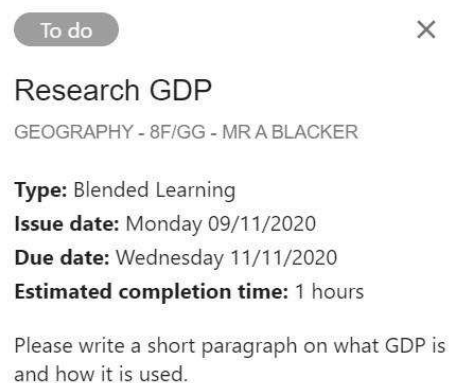 To do
Research GDP
GEOGRAPHY - 8F/GG - MR A BLACKER
Type: Blended Learning
Issue date: Monday 09/11/2020
Due date: Wednesday 11/11/2020
Estimated completion time: 1 hours
Please write a short paragraph on what GDP is
and how it is used.